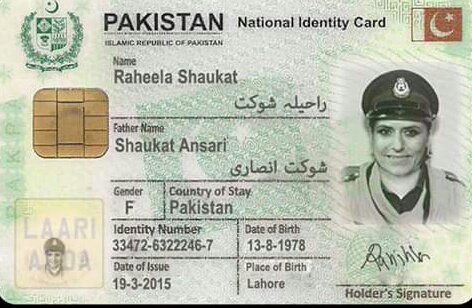 PAKISTAN National Identity Card
ISLAMIC REPUBLIC OF PAKISTAN
Name
Raheela Shaukat
راحیلہ شوکت
Father Name
Shaukat Ansari
شوکت انصاری
Gender Country of Stay
F Pakistan
Identity Number Date of Birth
33472-6322246-7 13-8-1978
Date of Issue Place of Birth
19-3-2015 Lahore
LAARI
ADDA
Holder's Signature